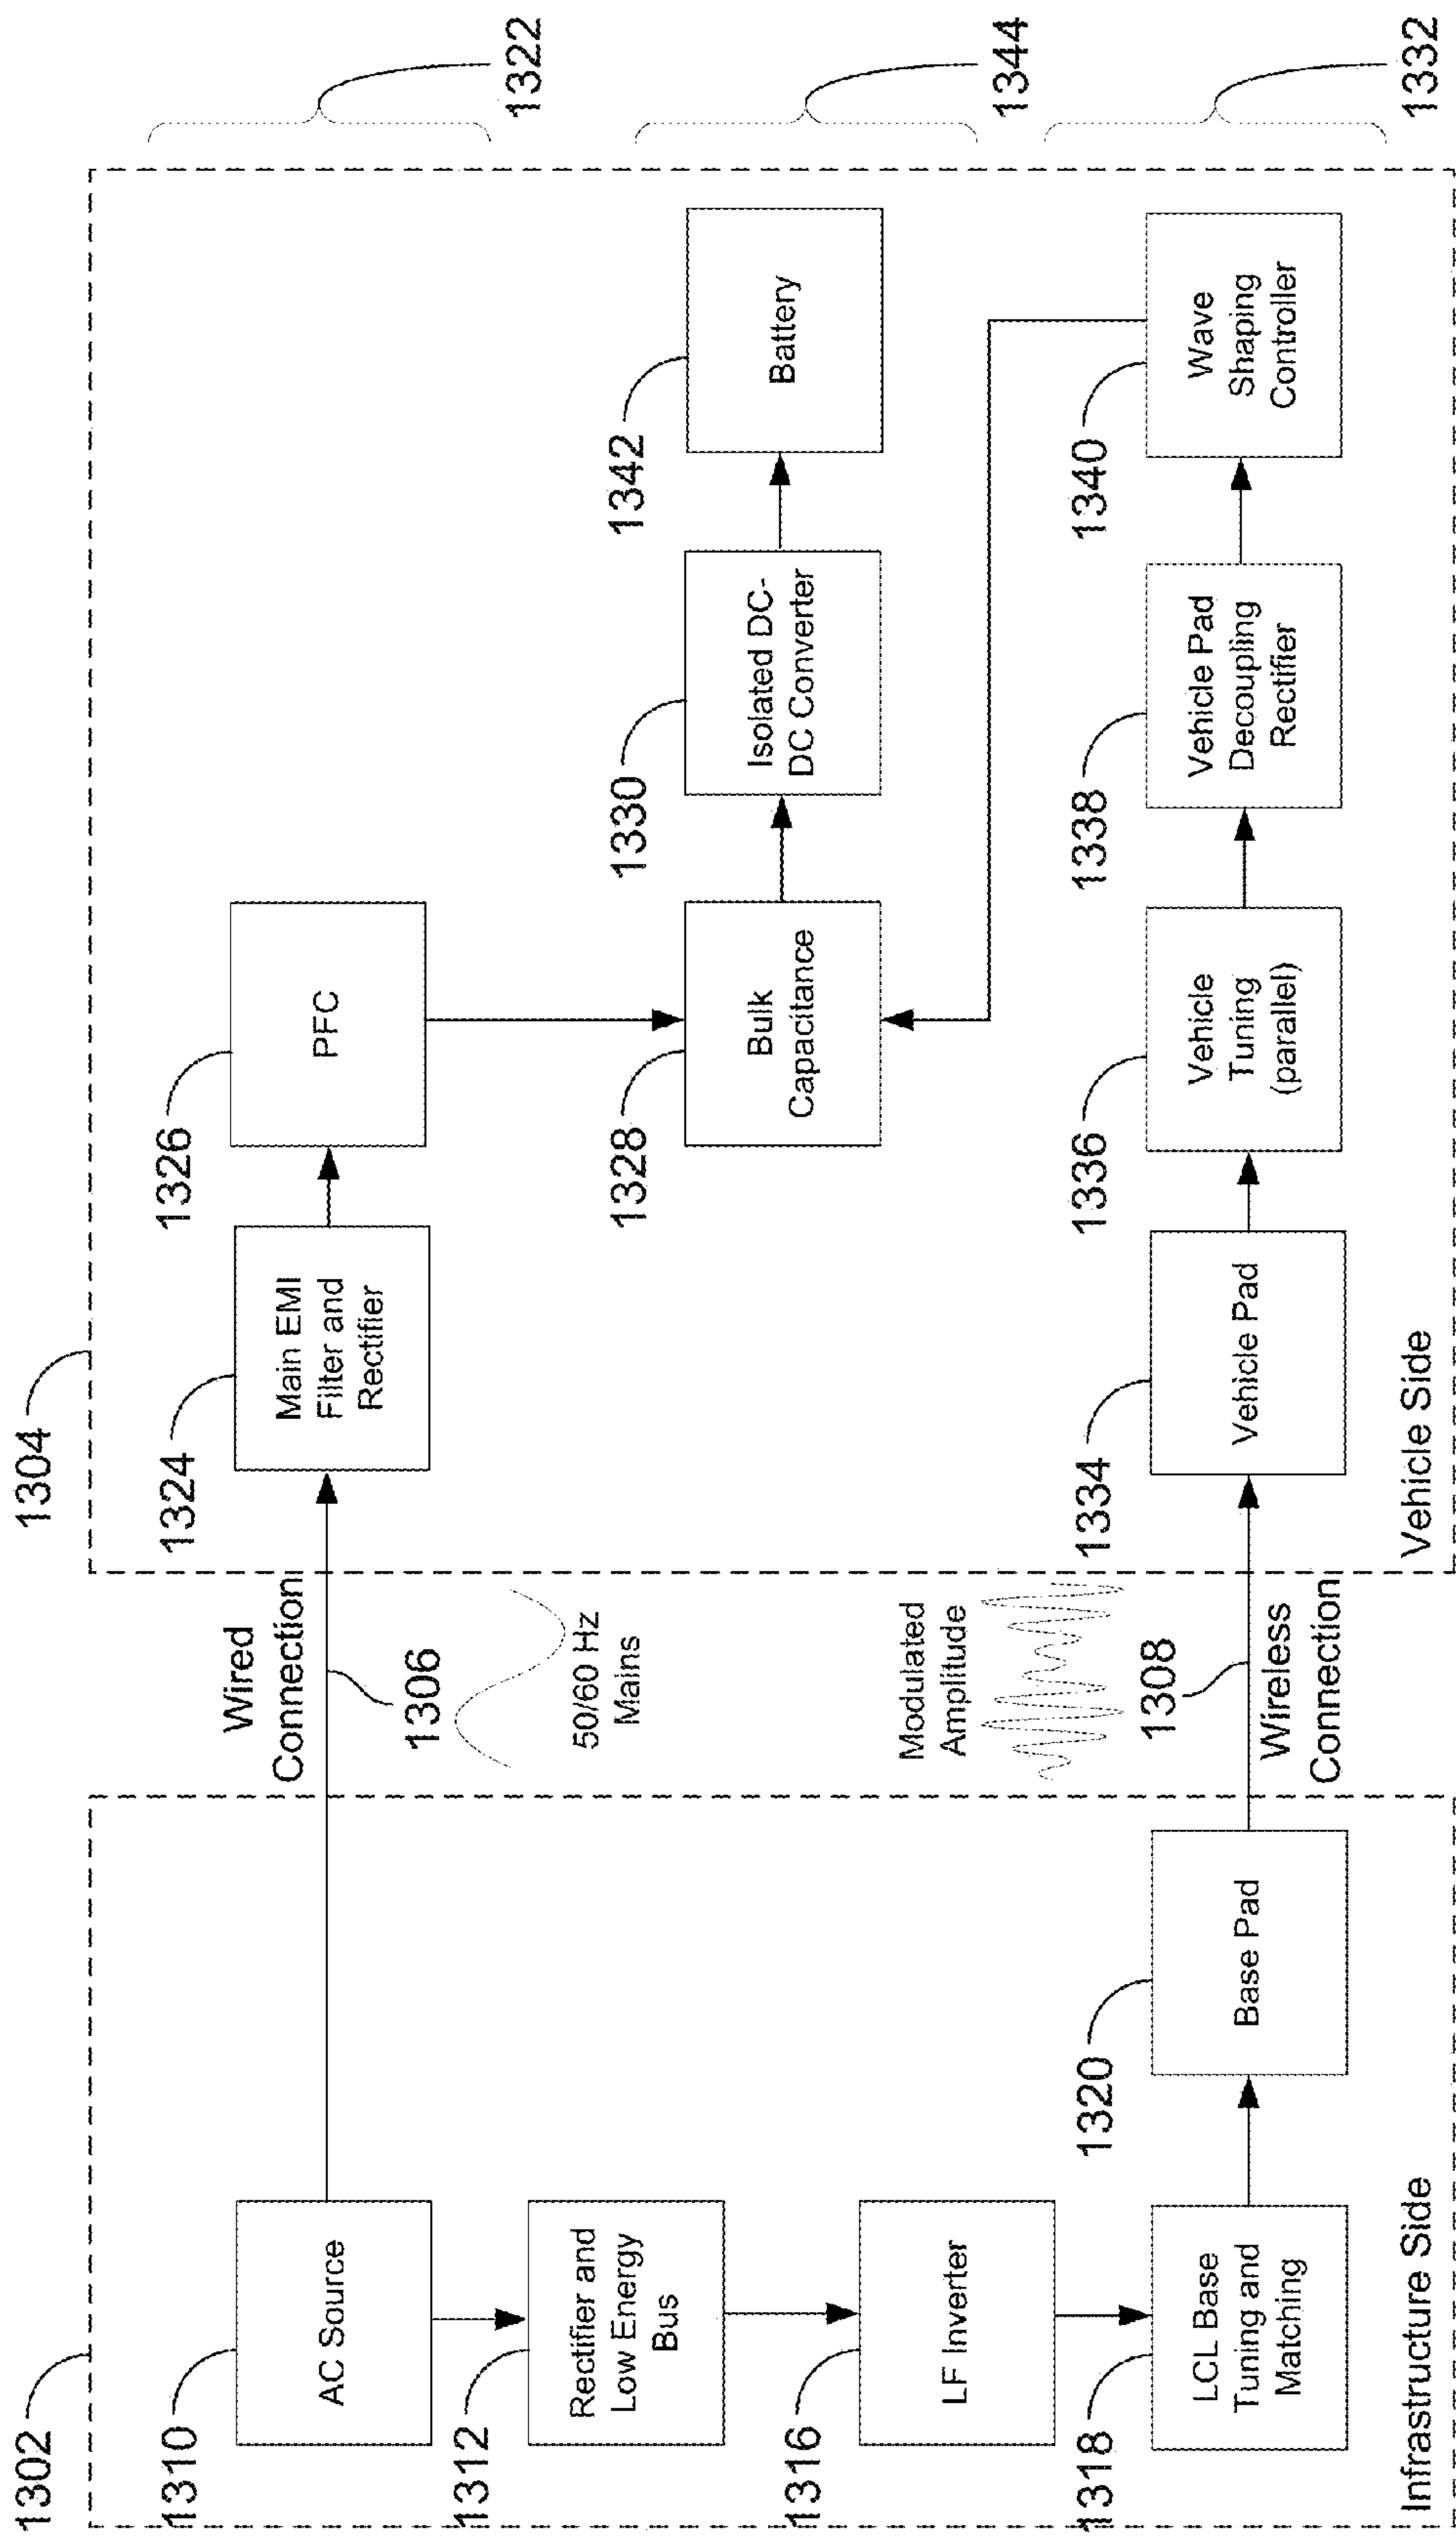 1302
1304
1310
AC Source
1312
Rectifier and
Low Energy
Bus
1316
LF Inverter
1318
LCL Base
Tuning and
Matching
1320
Base Pad
Infrastructure Side
Wired
Connection
1306
50/60 Hz
Mains
Modulated
Amplitude
1308
Wireless
Connection
1324
Main EMI
Filter and
Rectifier
1326
PFC
1322
1328
Bulk
Capacitance
1330
Isolated DC-
DC Converter
1342
Battery
1344
1334
Vehicle Pad
1336
Vehicle
Tuning
(parallel)
1338
Vehicle Pad
Decoupling
Rectifier
1340
Wave
Shaping
Controller
1332
Vehicle Side